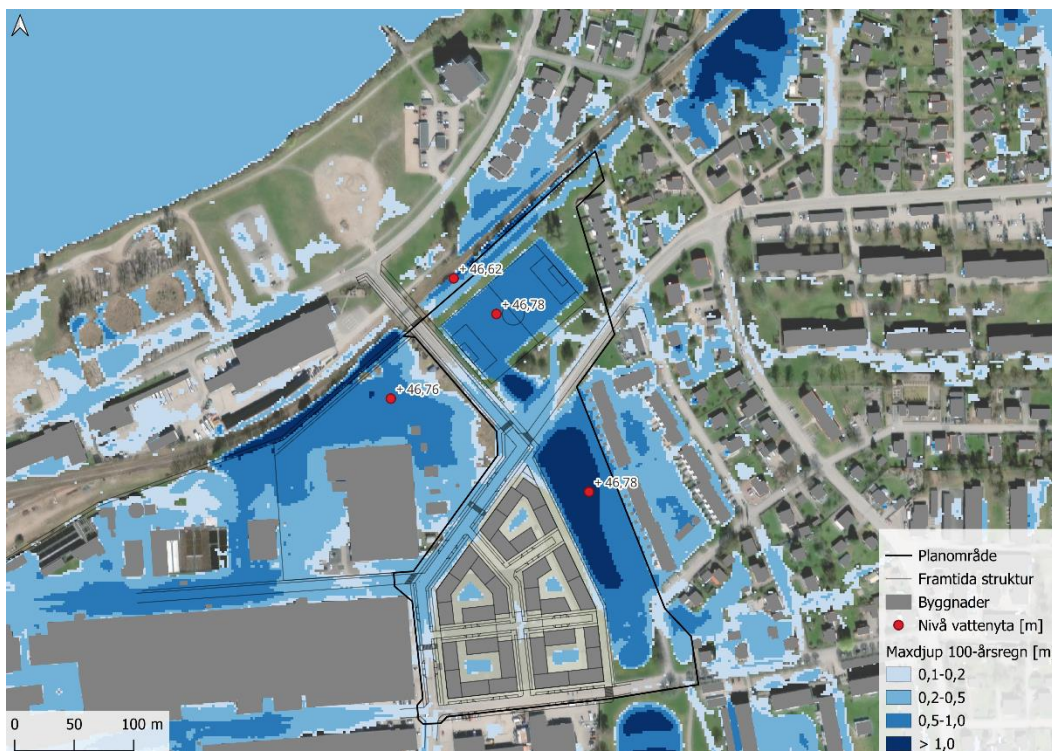 + 46,62
+ 46,78
+ 46,76
+ 46,78
Planområde
Framtida struktur
Byggnader
Nivå vattenyta [m]
Maxdjup 100-årsregn [m
0,1-0,2
0,2-0,5
0,5-1,0
> 1,0
0 50 100 m